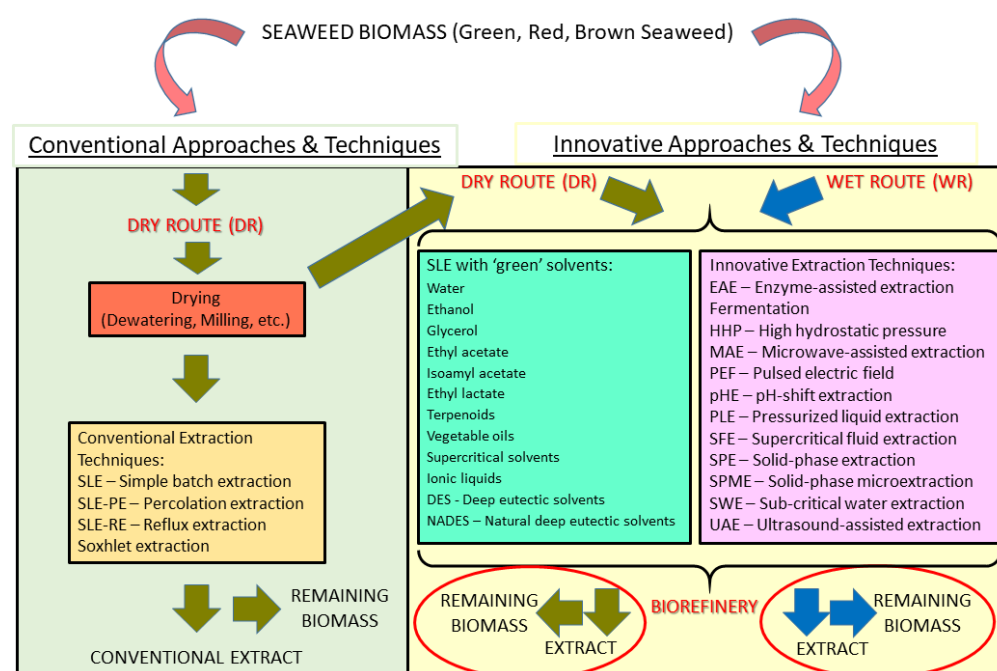 SEAWEED BIOMASS (Green, Red, Brown Seaweed)
Conventional Approaches & Techniques
DRY ROUTE (DR)
Drying
(Dewatering, Milling, etc.)
Conventional Extraction
Techniques:
SLE – Simple batch extraction
SLE-PE – Percolation extraction
SLE-RE – Reflux extraction
Soxhlet extraction
REMAINING
BIOMASS
CONVENTIONAL EXTRACT
Innovative Approaches & Techniques
DRY ROUTE (DR)
WET ROUTE (WR)
SLE with ‘green’ solvents:
Water
Ethanol
Glycerol
Ethyl acetate
Isoamyl acetate
Ethyl lactate
Terpenoids
Vegetable oils
Supercritical solvents
Ionic liquids
DES - Deep eutectic solvents
NADES – Natural deep eutectic solvents
Innovative Extraction Techniques:
EAE – Enzyme-assisted extraction
Fermentation
HHP – High hydrostatic pressure
MAE – Microwave-assisted extraction
PEF – Pulsed electric field
pHE – pH-shift extraction
PLE – Pressurized liquid extraction
SFE – Supercritical fluid extraction
SPE – Solid-phase extraction
SPME – Solid-phase microextraction
SWE – Sub-critical water extraction
UAE – Ultrasound-assisted extraction
REMAINING
BIOMASS
EXTRACT
BIOREFINERY
REMAINING
BIOMASS
EXTRACT